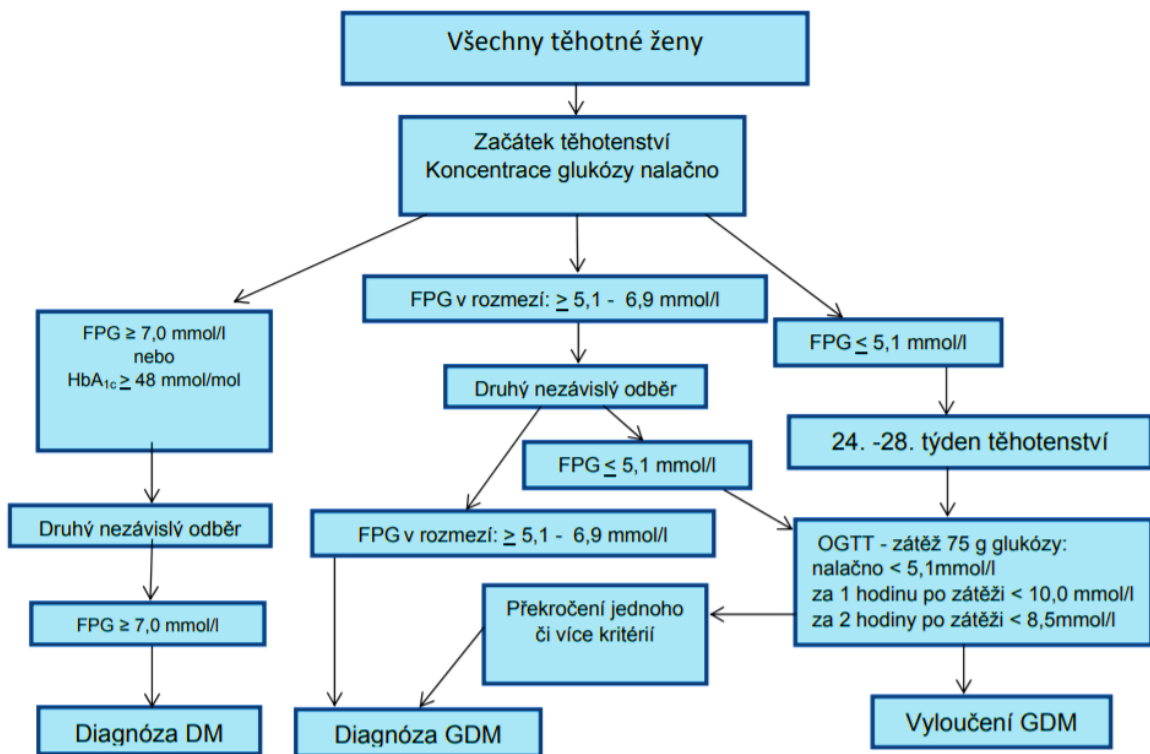 Všechny těhotné ženy
Začátek těhotenství
Koncentrace glukózy nalačno
FPG ≥ 7,0 mmol/l
nebo
HbA1c ≥ 48 mmol/mol
Druhý nezávislý odběr
FPG ≥ 7,0 mmol/l
Diagnóza DM
FPG v rozmezí: ≥ 5,1 - 6,9 mmol/l
Druhý nezávislý odběr
FPG ≤ 5,1 mmol/l
FPG v rozmezí: ≥ 5,1 - 6,9 mmol/l
Překročení jednoho
či více kritérií
Diagnóza GDM
FPG ≤ 5,1 mmol/l
24. -28. týden těhotenství
OGTT - zátěž 75 g glukózy:
nalačno < 5,1mmol/l
za 1 hodinu po zátěži < 10,0 mmol/l
za 2 hodiny po zátěži < 8,5mmol/l
Vyloučení GDM